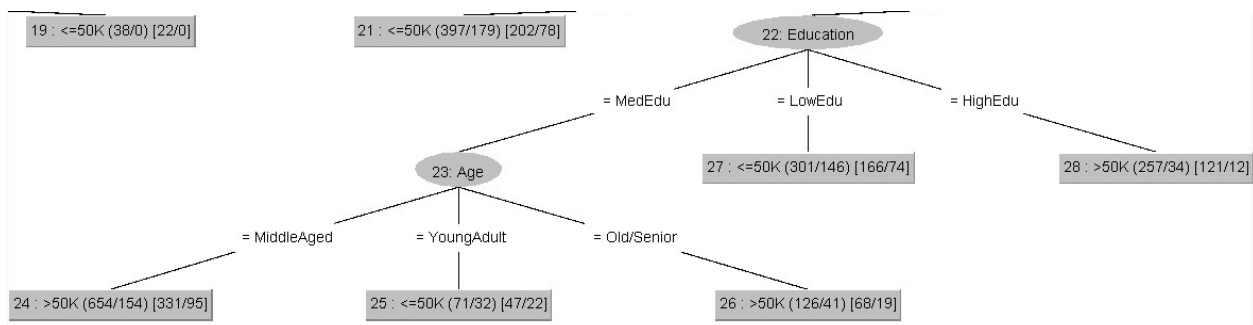 19 : <=50K (38/0) [22/0]
21 : <=50K (397/179) [202/78]
22: Education
= MedEdu
= LowEdu
= HighEdu
23: Age
27 : <=50K (301/146) [166/74]
28 : >50K (257/34) [121/12]
= MiddleAged
= YoungAdult
= Old/Senior
24 : >50K (654/154) [331/95]
25 : <=50K (71/32) [47/22]
26 : >50K (126/41) [68/19]